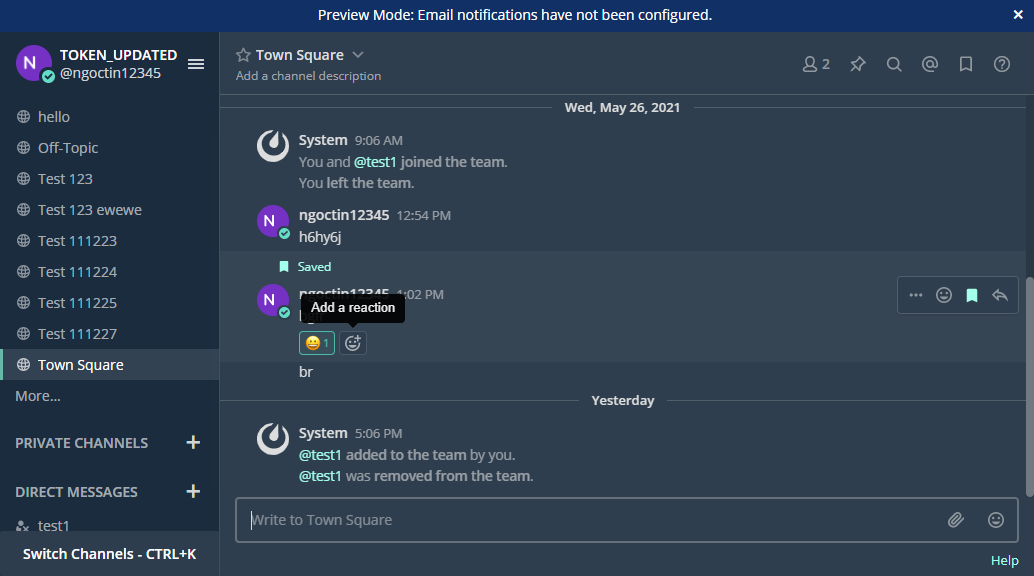 Preview Mode: Email notifications have not been configured.
N
TOKEN_UPDATED
@ngoctin12345
hello
Off-Topic
Test 123
Test 123 ewewe
Test 111223
Test 111224
Test 111225
Test 111227
Town Square
More...
PRIVATE CHANNELS
DIRECT MESSAGES
test1
Switch Channels - CTRL+K
Town Square
Add a channel description
2
Wed, May 26, 2021
System 9:06 AM
You and @test1 joined the team.
You left the team.
N
ngoctin12345 12:54 PM
h6hy6j
Saved
N
ngoctin12345 1:02 PM
Add a reaction
1
br
Yesterday
System 5:06 PM
@test1 added to the team by you.
@test1 was removed from the team.
Write to Town Square
Help